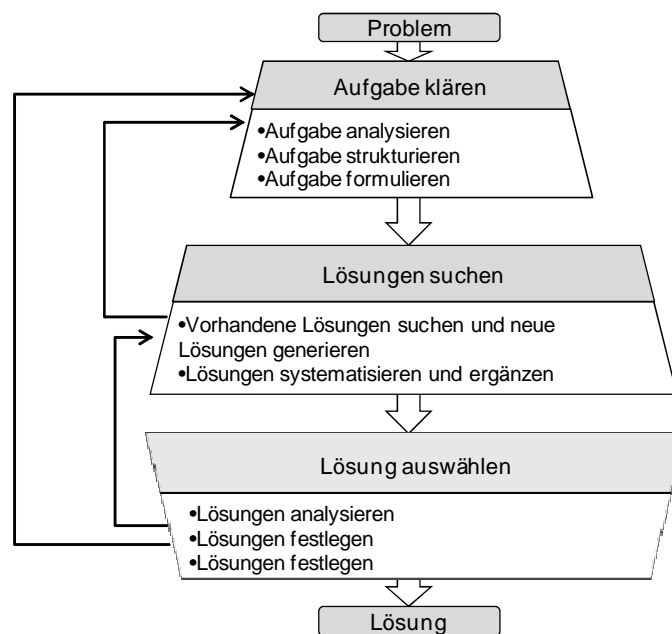 Problem
Aufgabe klären
•Aufgabe analysieren
•Aufgabe strukturieren
•Aufgabe formulieren
Lösungen suchen
•Vorhandene Lösungen suchen und neue
Lösungen generieren
•Lösungen systematisieren und ergänzen
Lösung auswählen
•Lösungen analysieren
•Lösungen festlegen
•Lösungen festlegen
Lösung